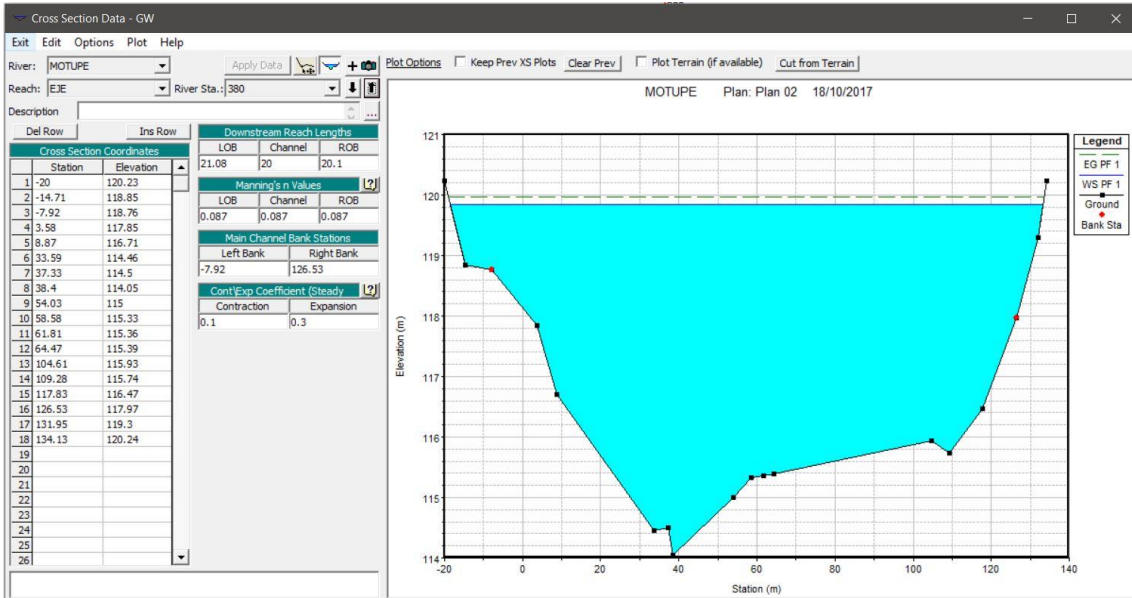 Cross Section Data - GW
Exit Edit Options Plot Help
River: MOTUPE Apply Data
Reach: EJE River Sta.: 380
Description ...
Del Row Ins Row
Cross Section Coordinates
Station Elevation
1 -20 120.23
2 -14.71 118.85
3 -7.92 118.76
4 3.58 117.85
5 8.87 116.71
6 33.59 114.46
7 37.33 114.5
8 38.4 114.05
9 54.03 115
10 58.58 115.33
11 61.81 115.36
12 64.47 115.39
13 104.61 115.93
14 109.28 115.74
15 117.83 116.47
16 126.53 117.97
17 131.95 119.3
18 134.13 120.24
19
20
21
22
23
24
25
26
Downstream Reach Lengths
LOB Channel ROB
21.08 20 20.1
Manning's n Values
LOB Channel ROB
0.087 0.087 0.087
Main Channel Bank Stations
Left Bank Right Bank
-7.92 126.53
Cont\Exp Coefficient (Steady
Contraction Expansion
0.1 0.3
Plot Options Keep Prev XS Plots Clear Prev Plot Terrain (if available) Cut from Terrain
MOTUPE Plan: Plan 02 18/10/2017
121
120
119
118
117
116
115
114
Elevation (m)
-20 0 20 40 60 80 100 120 140
Station (m)
Legend
EG PF 1
WS PF 1
Ground
Bank Sta